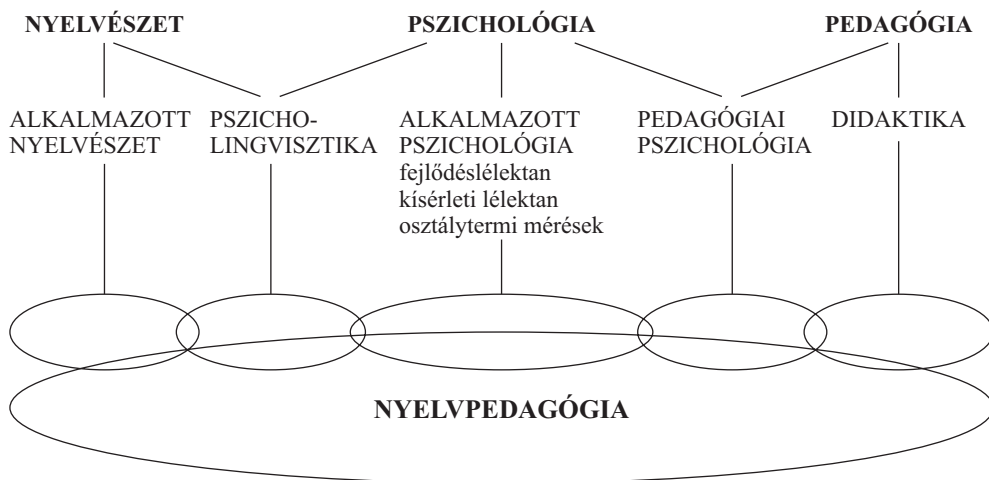 NYELVÉSZET
PSZICHOLÓGIA
PEDAGÓGIA
ALKALMAZOTT
NYELVÉSZET
PSZICHO-
LINGVISZTIKA
ALKALMAZOTT
PSZICHOLÓGIA
fejlődéslélektan
kísérleti lélektan
osztálytermi mérések
PEDAGÓGIAI
PSZICHOLÓGIA
DIDAKTIKA
NYELVPEDAGÓGIA